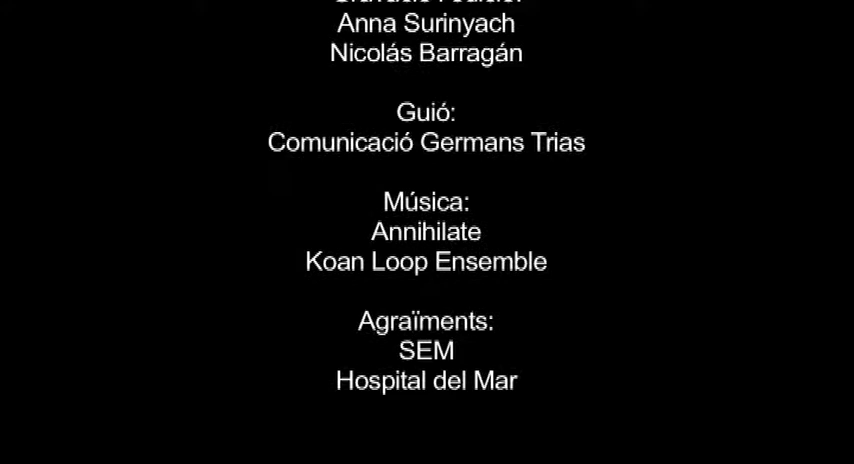 Anna Surinyach
Nicolás Barragán
Guió:
Comunicació Germans Trias
Música:
Annihilate
Koan Loop Ensemble
Agraïments:
SEM
Hospital del Mar